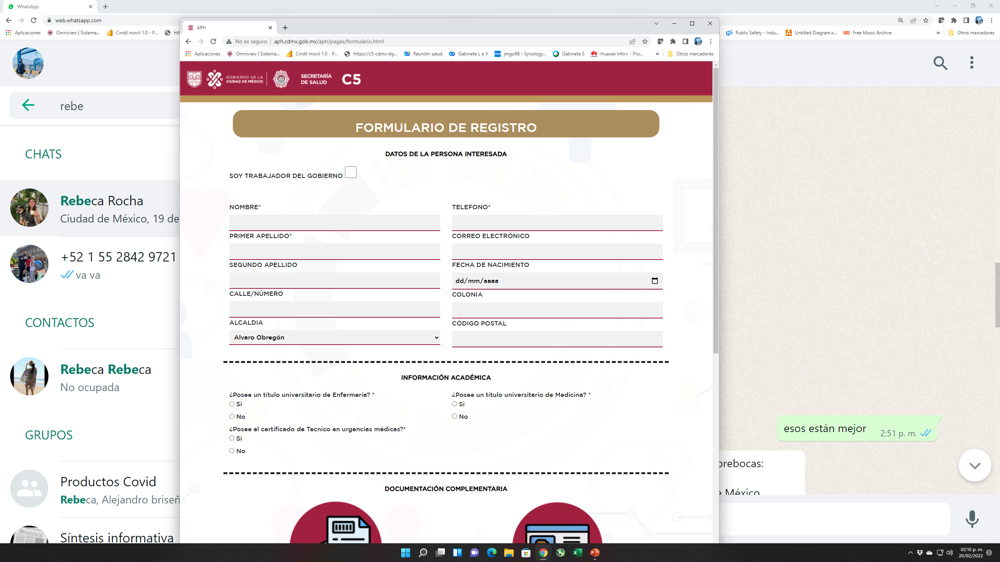 WhatsApp
web.whatsapp.com
Aplicaciones
Omniview | Sistema...
Cindil movil 1.0 - P...
htt
Public Safety - Indu...
Untitled Diagram.x...
Free Music Archive
»
Otros marcadores
rebe
CHATS
Rebeca Rocha
Ciudad de México, 19 de
+52 1 55 2842 9721
va va
CONTACTOS
Rebeca Rebeca
No ocupada
GRUPOS
Productos Covid
Rebeca, Alejandro briseñ
Síntesis
Síntesis informativa
APH
No es seguro
aph.cdmx.gob.mx/aph/pages/formulario.html
Aplicaciones
Omniview | Sistema...
Cindil movil 1.0 - P...
https://c5-cdmx-dg...
Reunión salud
Gabinete L a V
DSM
jmgo98 - Synology...
Gabinete S
Huawei Info+ - Pro...
»
Otros marcadores
GOBIERNO DE LA
CIUDAD DE MÉXICO
SECRETARÍA
DE SALUD
C5
FORMULARIO DE REGISTRO
DATOS DE LA PERSONA INTERESADA
SOY TRABAJADOR DEL GOBIERNO
NOMBRE*
TELEFONO*
PRIMER APELLIDO*
CORREO ELECTRÓNICO
SEGUNDO APELLIDO
FECHA DE NACIMIENTO
dd/mm/aaaa
CALLE/NÚMERO
COLONIA
ALCALDIA
Alvaro Obregón
CÓDIGO POSTAL
INFORMACIÓN ACADÉMICA
¿Posee un título universitario de Enfermería? *
Si
No
¿Posee un título universitario de Medicina? *
Si
No
¿Posee el certificado de Tecnico en urgencias médicas?*
Si
No
DOCUMENTACIÓN COMPLEMENTARIA
esos están mejor
2:51 p. m.
brebocas:
e México
02:10 p. m.
20/02/2022
2